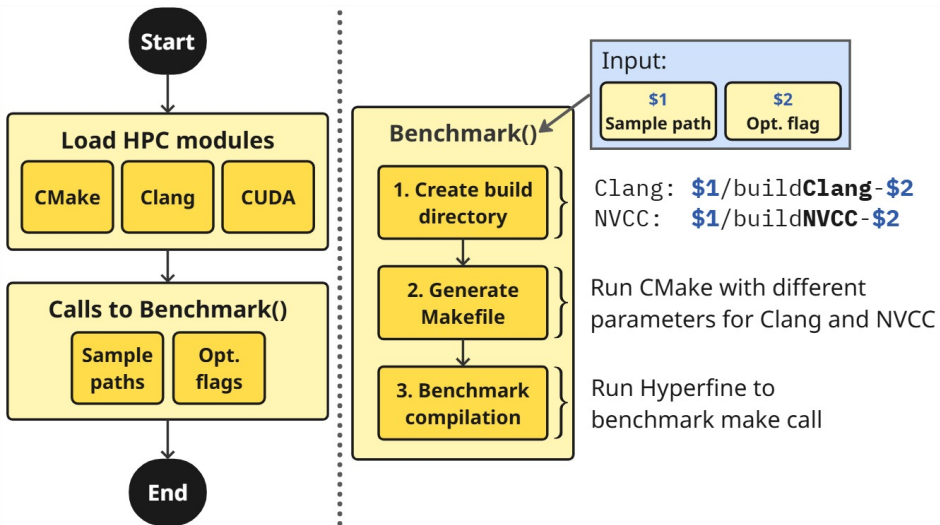 Start
Load HPC modules
CMake
Clang
CUDA
Calls to Benchmark()
Sample
paths
Opt.
flags
End
Input:
$1
Sample path
$2
Opt. flag
Benchmark()
1. Create build
directory
Clang: $1/buildClang-$2
NVCC: $1/buildNVCC-$2
2. Generate
Makefile
Run CMake with different
parameters for Clang and NVCC
3. Benchmark
compilation
Run Hyperfine to
benchmark make call